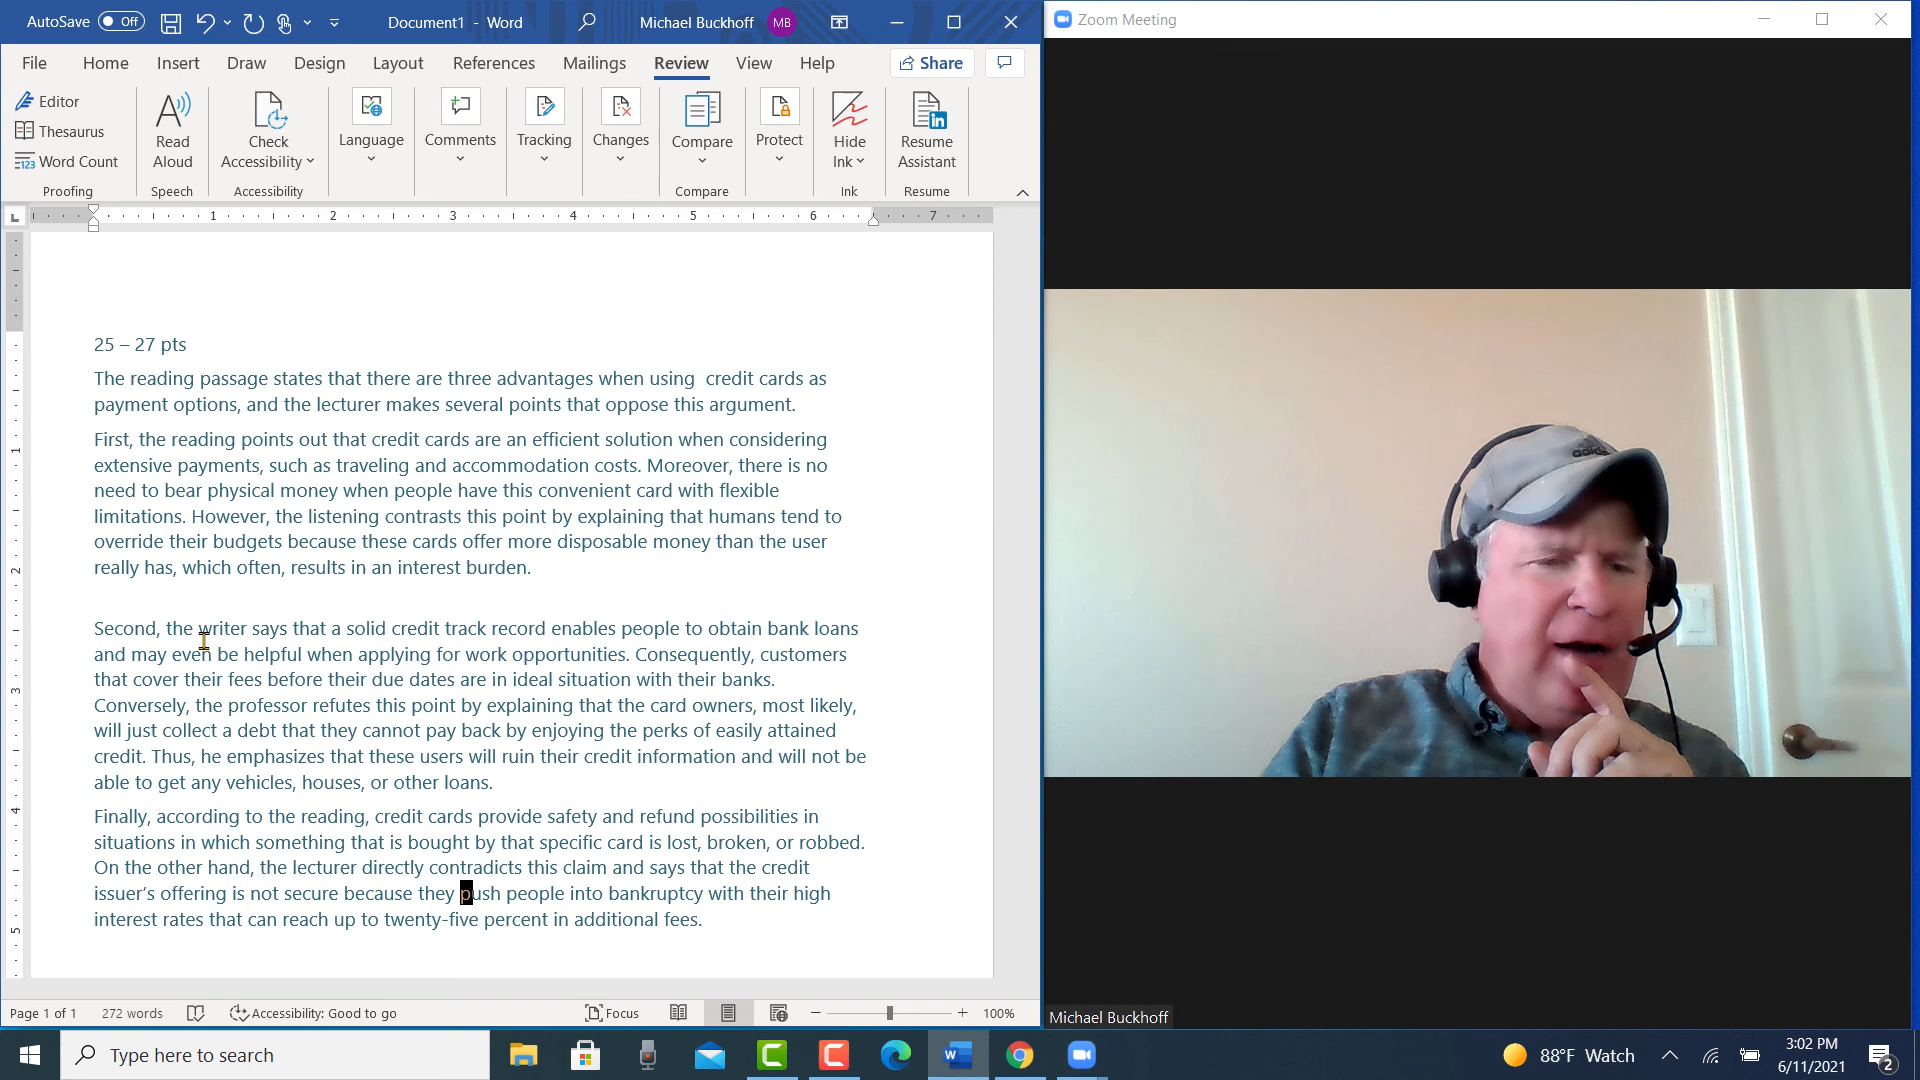 AutoSave Off Document1 - Word Michael Buckhoff MB
Zoom Meeting
File Home Insert Draw Design Layout References Mailings Review View Help Share
Editor
Thesaurus
Word Count
Proofing
Read Aloud
Speech
Check Accessibility
Accessibility
Language
Comments
Tracking
Changes
Compare
Compare
Protect
Hide Ink
Ink
Resume Assistant
Resume
1 2 3 4 5 6 7
25 – 27 pts
The reading passage states that there are three advantages when using  credit cards as
payment options, and the lecturer makes several points that oppose this argument.
First, the reading points out that credit cards are an efficient solution when considering
extensive payments, such as traveling and accommodation costs. Moreover, there is no
need to bear physical money when people have this convenient card with flexible
limitations. However, the listening contrasts this point by explaining that humans tend to
override their budgets because these cards offer more disposable money than the user
really has, which often, results in an interest burden.
Second, the writer says that a solid credit track record enables people to obtain bank loans
and may even be helpful when applying for work opportunities. Consequently, customers
that cover their fees before their due dates are in ideal situation with their banks.
Conversely, the professor refutes this point by explaining that the card owners, most likely,
will just collect a debt that they cannot pay back by enjoying the perks of easily attained
credit. Thus, he emphasizes that these users will ruin their credit information and will not be
able to get any vehicles, houses, or other loans.
Finally, according to the reading, credit cards provide safety and refund possibilities in
situations in which something that is bought by that specific card is lost, broken, or robbed.
On the other hand, the lecturer directly contradicts this claim and says that the credit
issuer's offering is not secure because they push people into bankruptcy with their high
interest rates that can reach up to twenty-five percent in additional fees.
1
2
3
4
5
adidas
Page 1 of 1 272 words Accessibility: Good to go Focus 100%
Michael Buckhoff
Type here to search
88°F Watch
3:02 PM
6/11/2021
2